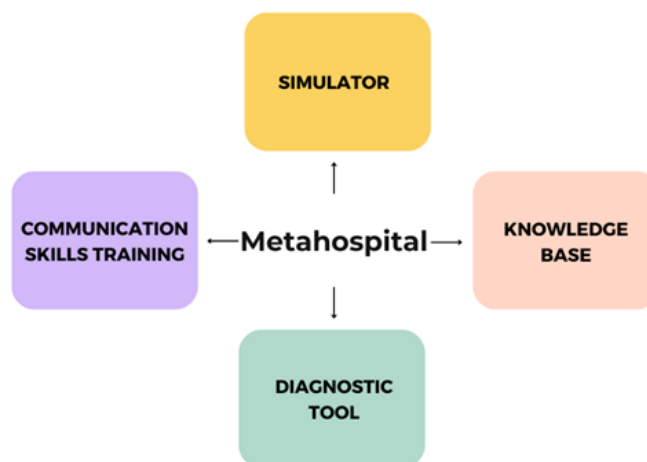 SIMULATOR
COMMUNICATION
SKILLS TRAINING
Metahospital
KNOWLEDGE
BASE
DIAGNOSTIC
TOOL